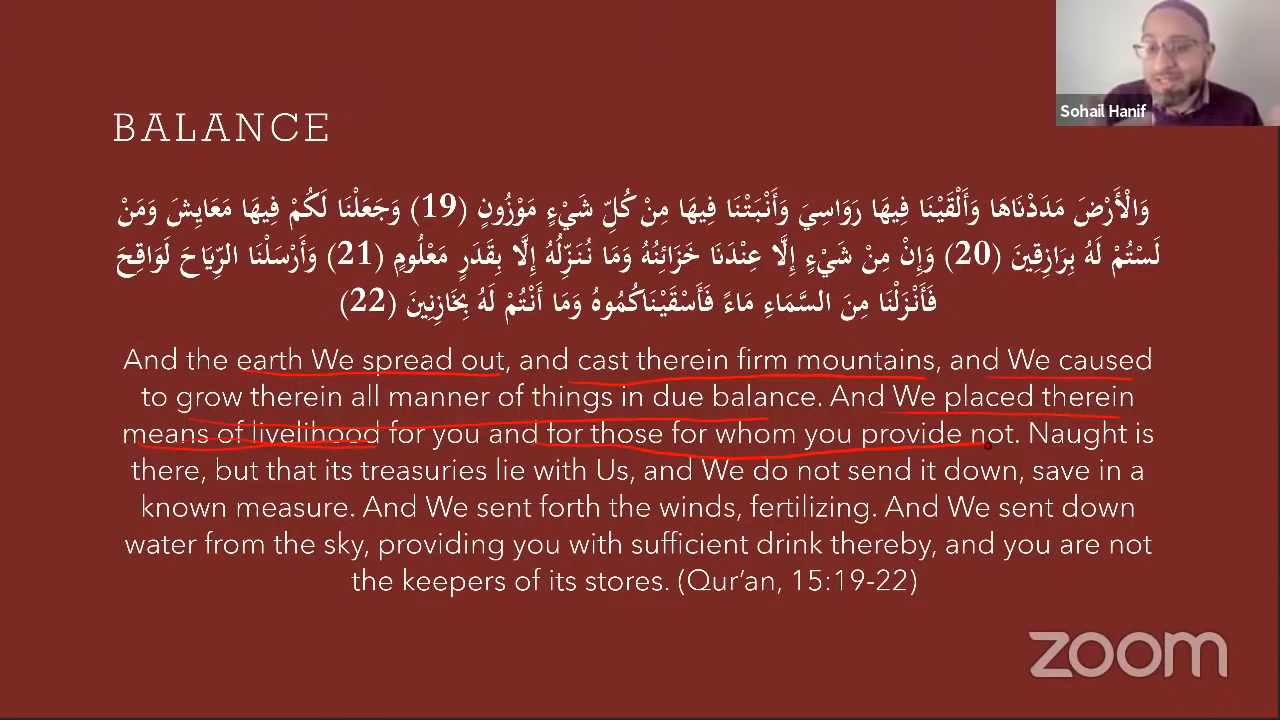 Sohail Hanif
BALANCE
وَالْأَرْضَ مَدَدْنَاهَا وَأَلْقَيْنَا فِيهَا رَوَاسِيَ وَأَنْبَتْنَا فِيهَا مِنْ كُلِّ شَيْءٍ مَوْزُونٍ (19) وَجَعَلْنَا لَكُمْ فِيهَا مَعَايِشَ وَمَنْ
لَسْتُمْ لَهُ بِرَازِقِينَ (20) وَإِنْ مِنْ شَيْءٍ إِلَّا عِنْدَنَا خَزَائِنُهُ وَمَا نُنَزِّلُهُ إِلَّا بِقَدَرٍ مَعْلُومٍ (21) وَأَرْسَلْنَا الرِّيَاحَ لَوَاقِحَ
فَأَنْزَلْنَا مِنَ السَّمَاءِ مَاءً فَأَسْقَيْنَاكُمُوهُ وَمَا أَنْتُمْ لَهُ بِخَازِنِينَ (22)
And the earth We spread out, and cast therein firm mountains, and We caused
to grow therein all manner of things in due balance. And We placed therein
means of livelihood for you and for those for whom you provide not. Naught is
there, but that its treasuries lie with Us, and We do not send it down, save in a
known measure. And We sent forth the winds, fertilizing. And We sent down
water from the sky, providing you with sufficient drink thereby, and you are not
the keepers of its stores. (Qur’an, 15:19-22)
zoom